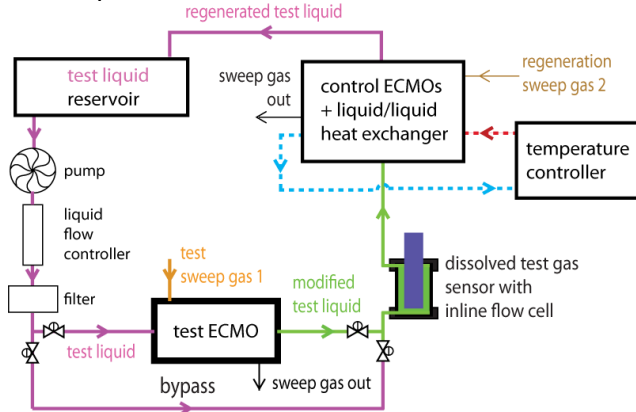 regenerated test liquid
test liquid
reservoir
sweep gas
out
control ECMOs
+ liquid/liquid
heat exchanger
regeneration
sweep gas 2
temperature
controller
pump
liquid
flow
controller
filter
test
sweep gas 1
modified
test liquid
dissolved test gas
sensor with
inline flow cell
test liquid
test ECMO
sweep gas out
bypass